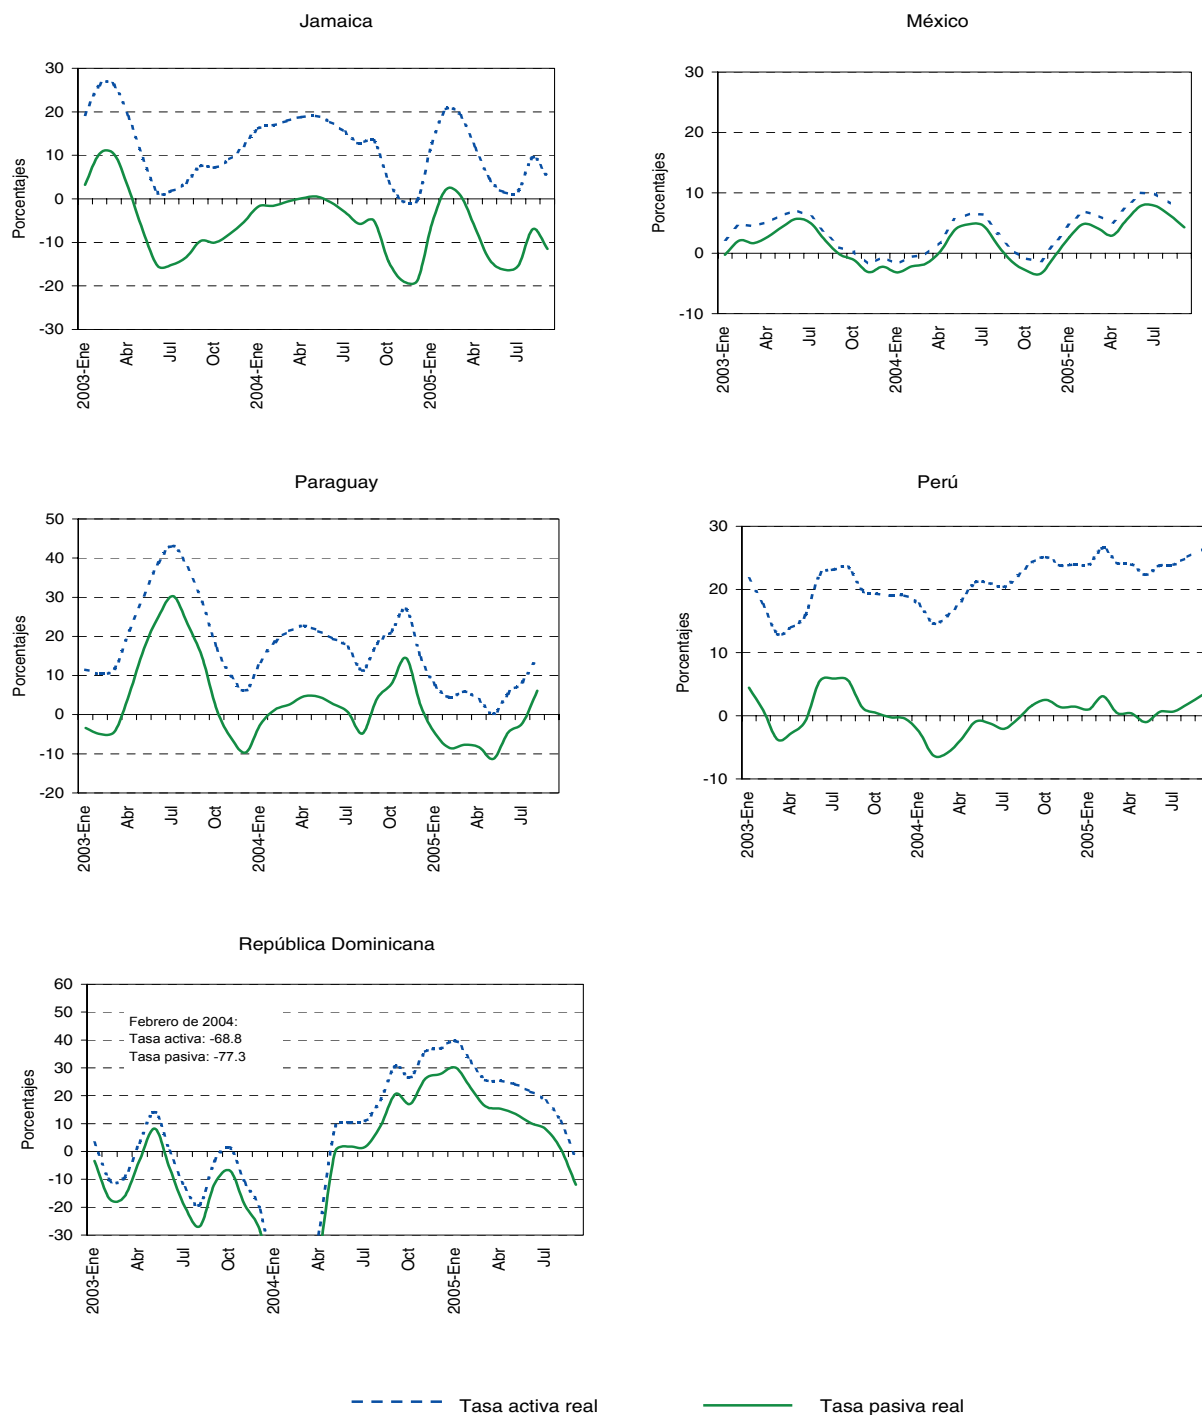 Jamaica
30
20
10
0
-10
-20
-30
Porcentajes
2003-Ene
Abr
Jul
Oct
2004-Ene
Abr
Jul
Oct
2005-Ene
Abr
Jul
México
30
20
10
0
-10
Porcentajes
2003-Ene
Abr
Jul
Oct
2004-Ene
Abr
Jul
Oct
2005-Ene
Abr
Jul
Paraguay
50
40
30
20
10
0
-10
-20
Porcentajes
2003-Ene
Abr
Jul
Oct
2004-Ene
Abr
Jul
Oct
2005-Ene
Abr
Jul
Perú
30
20
10
0
-10
Porcentajes
2003-Ene
Abr
Jul
Oct
2004-Ene
Abr
Jul
Oct
2005-Ene
Abr
Jul
República Dominicana
60
50
40
30
20
10
0
-10
-20
-30
Porcentajes
Febrero de 2004:
Tasa activa: -68.8
Tasa pasiva: -77.3
2003-Ene
Abr
Jul
Oct
2004-Ene
Abr
Jul
Oct
2005-Ene
Abr
Jul
Tasa activa real
Tasa pasiva real